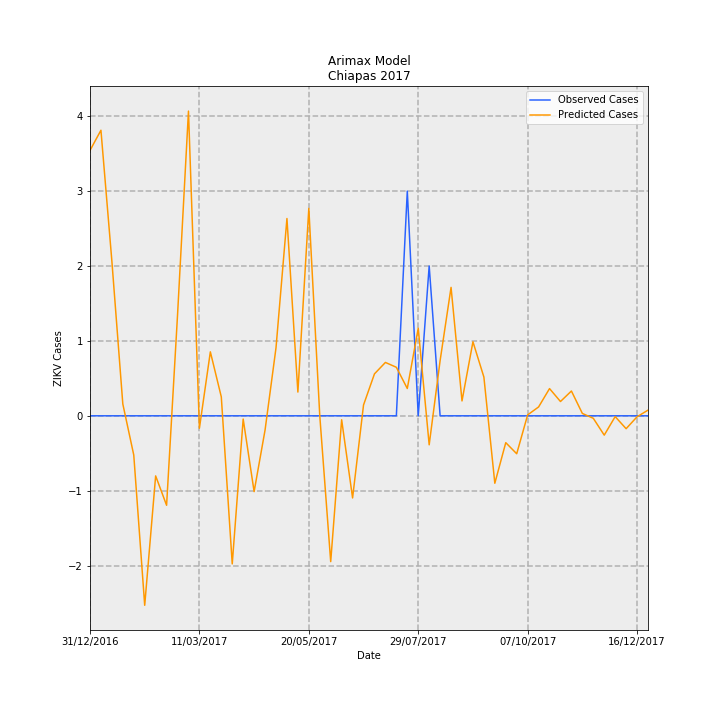 Arimax Model
Chiapas 2017
Observed Cases
Predicted Cases
4
3
2
1
0
−1
−2
ZIKV Cases
31/12/2016
11/03/2017
20/05/2017
29/07/2017
07/10/2017
16/12/2017
Date